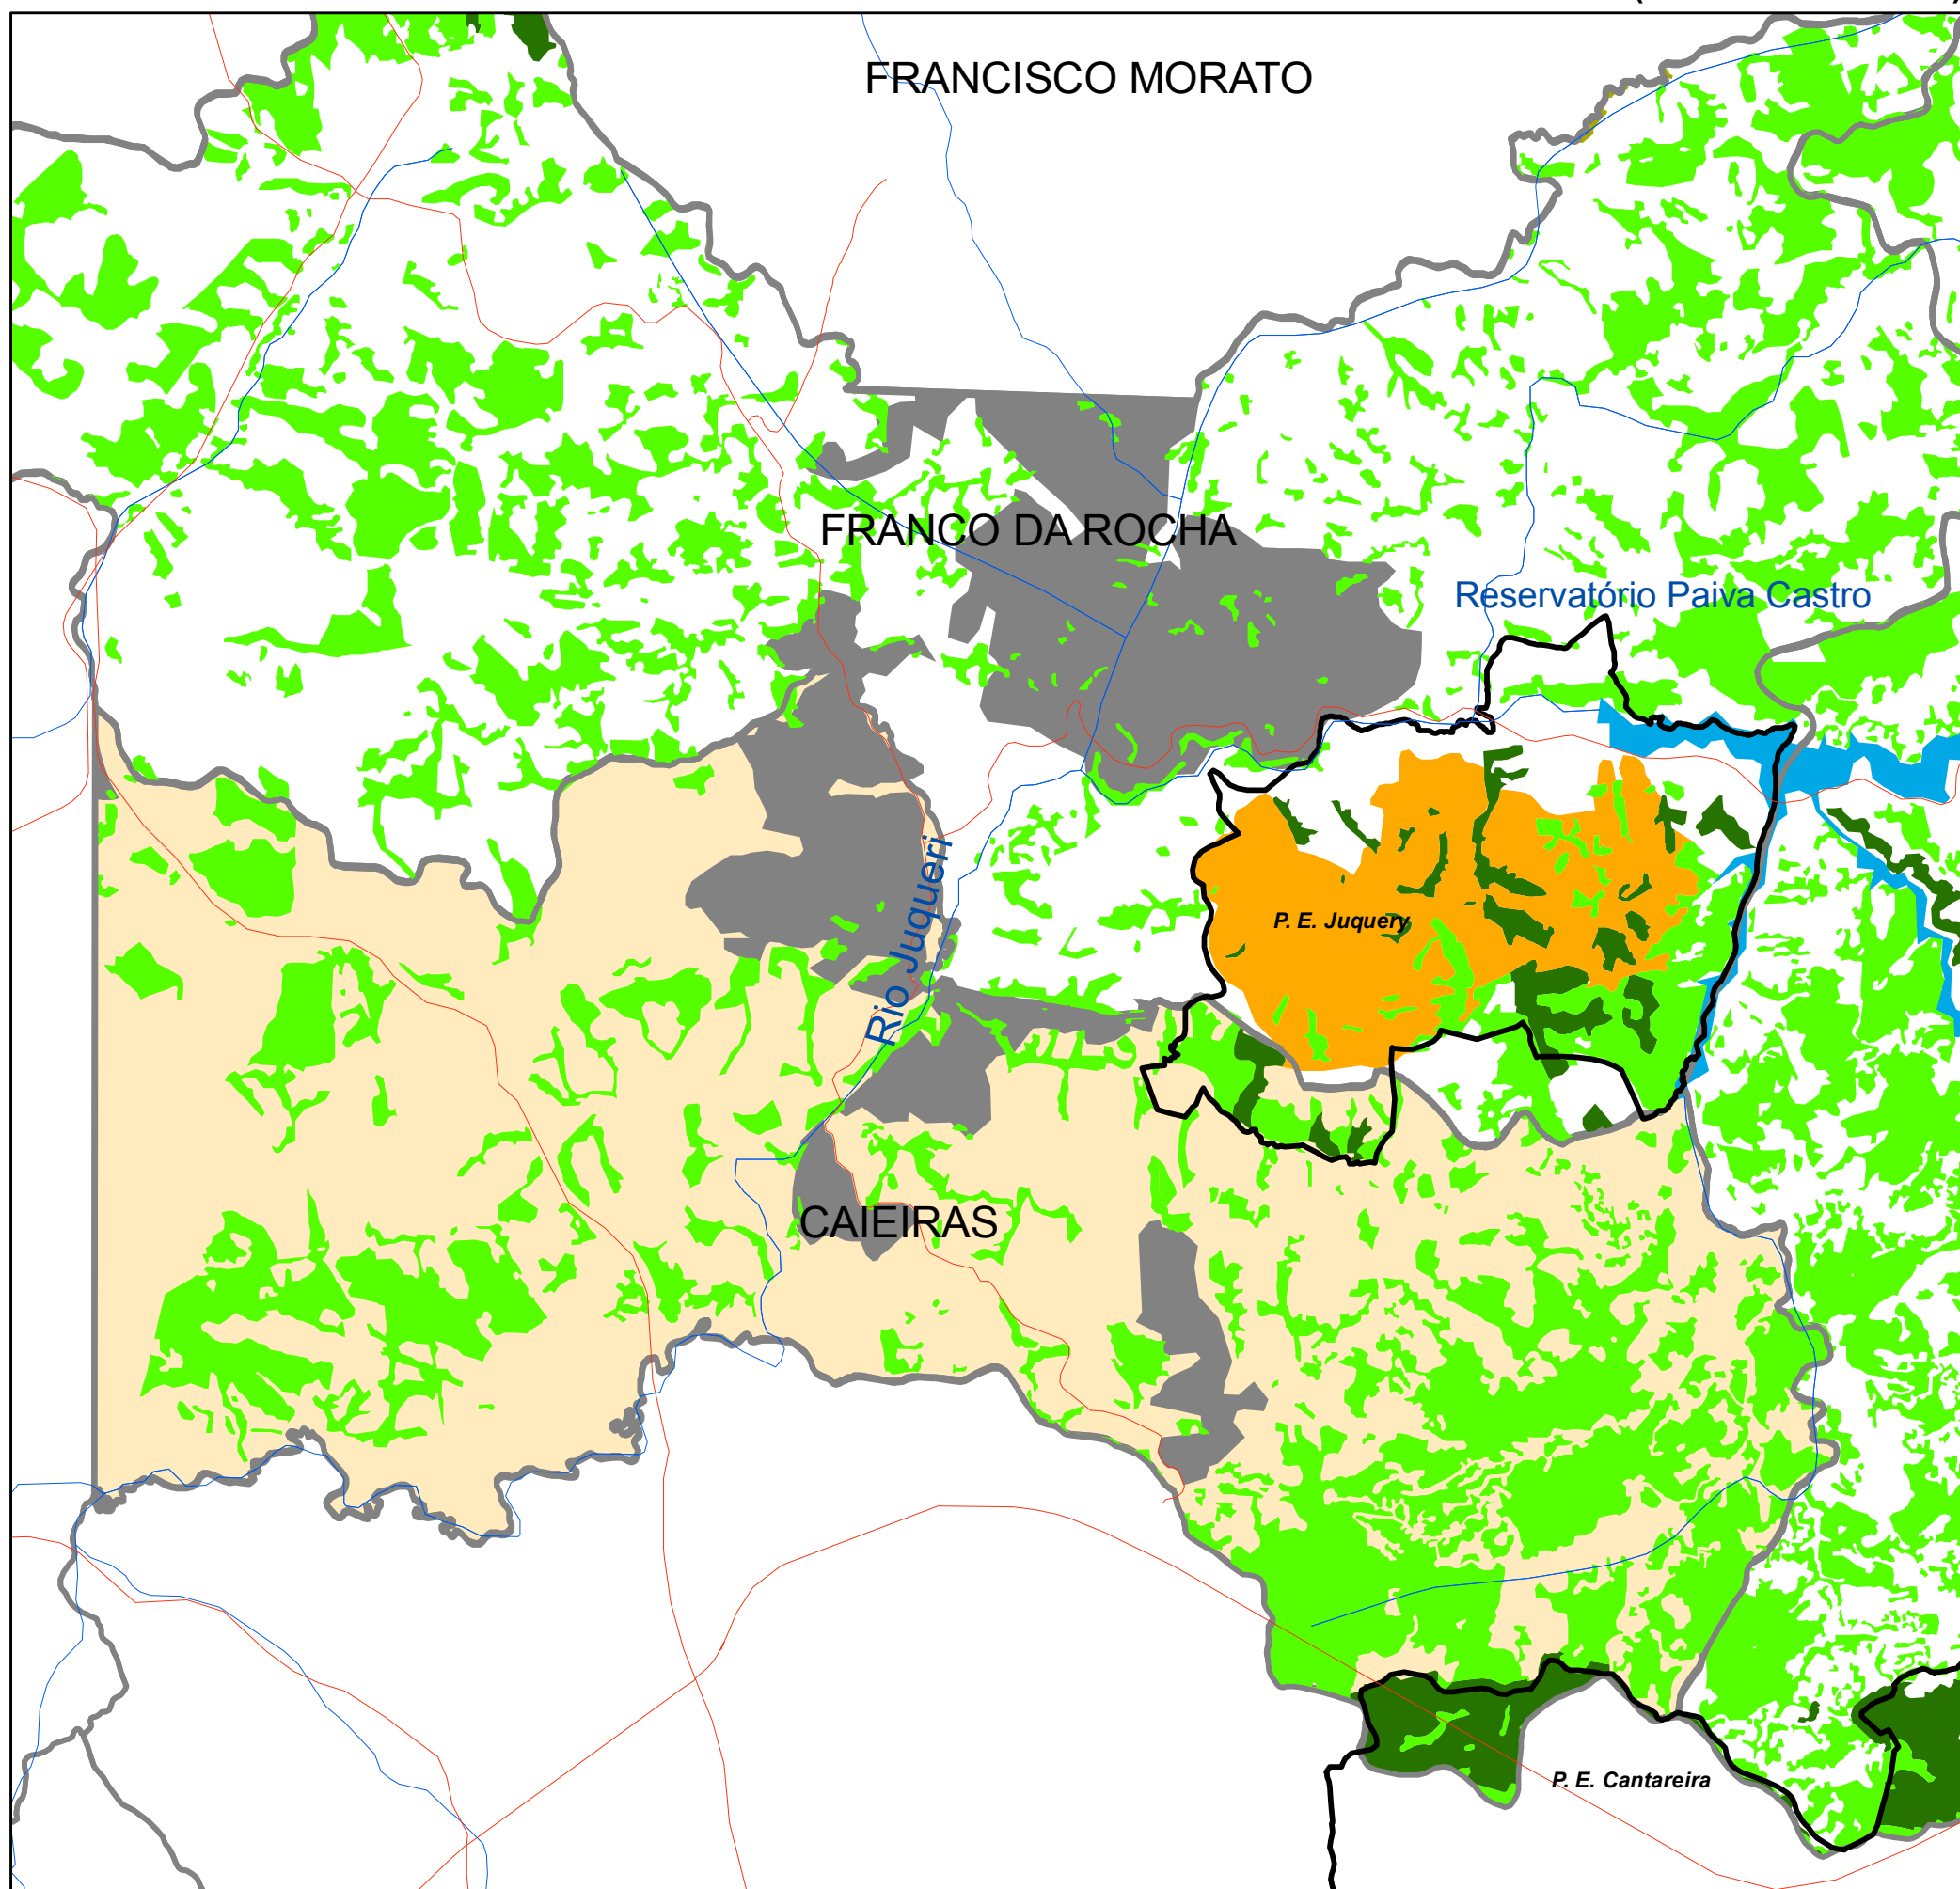 FRANCISCO MORATO
FRANCO DA ROCHA
Reservatório Paiva Castro
P. E. Juquery
Rio Juqueri
CAIEIRAS
P. E. Cantareira